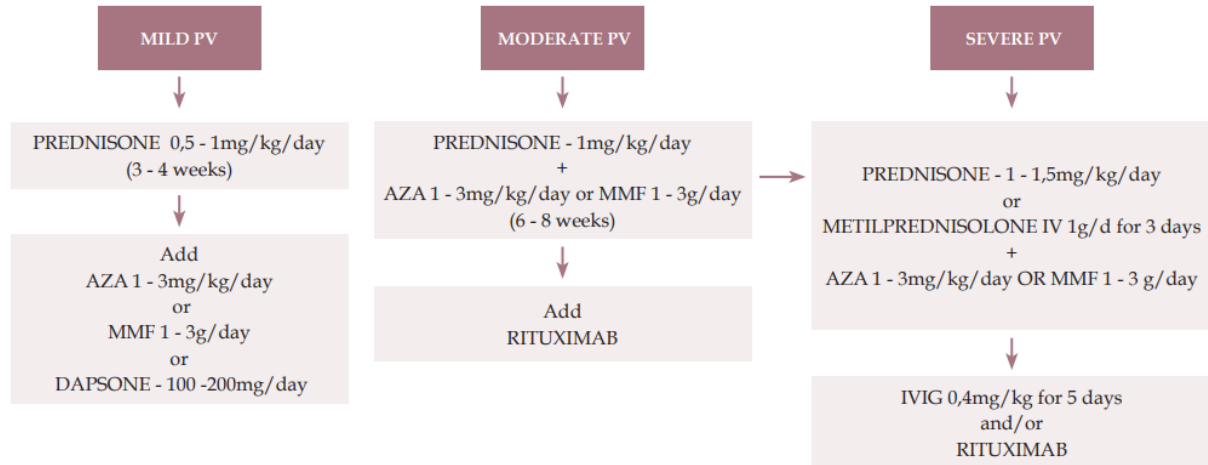 MILD PV
PREDNISONE 0,5 - 1mg/kg/day
(3 - 4 weeks)
Add
AZA 1 - 3mg/kg/day
or
MMF 1 - 3g/day
or
DAPSONE - 100 -200mg/day
MODERATE PV
PREDNISONE - 1mg/kg/day
+
AZA 1 - 3mg/kg/day or MMF 1 - 3g/day
(6 - 8 weeks)
Add
RITUXIMAB
SEVERE PV
PREDNISONE - 1 - 1,5mg/kg/day
or
METILPREDNISOLONE IV 1g/d for 3 days
+
AZA 1 - 3mg/kg/day OR MMF 1 - 3 g/day
IVIG 0,4mg/kg for 5 days
and/or
RITUXIMAB